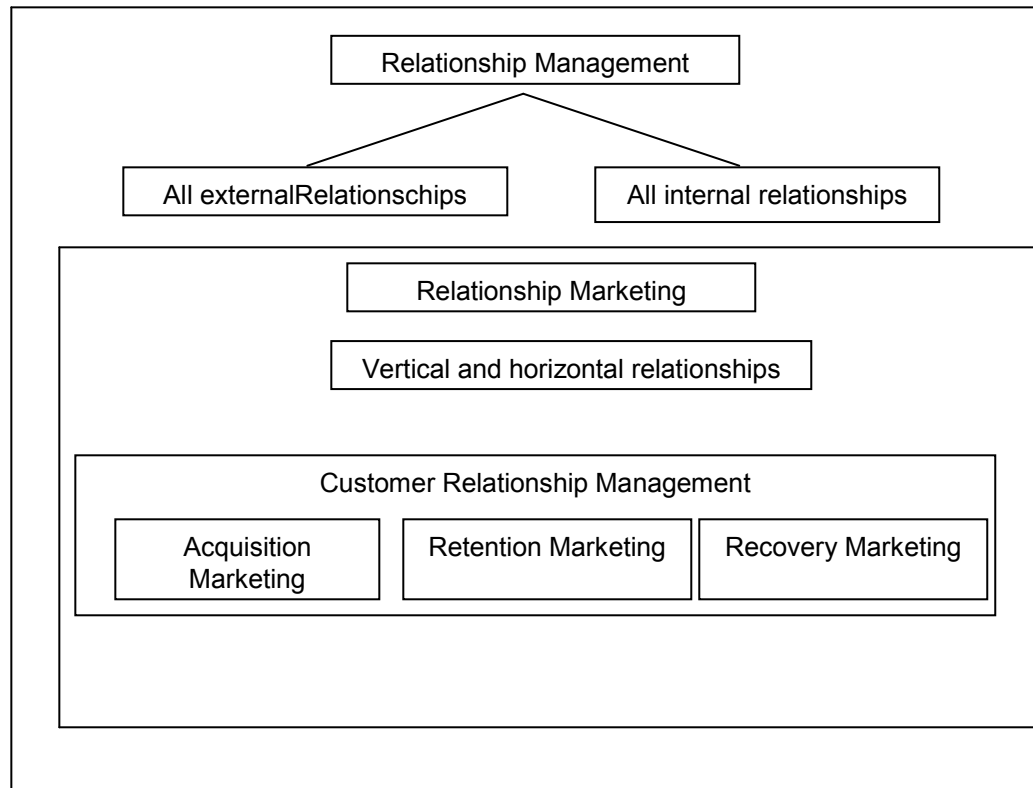 Relationship Management
All externalRelationschips
All internal relationships
Relationship Marketing
Vertical and horizontal relationships
Customer Relationship Management
Acquisition
Marketing
Retention Marketing
Recovery Marketing